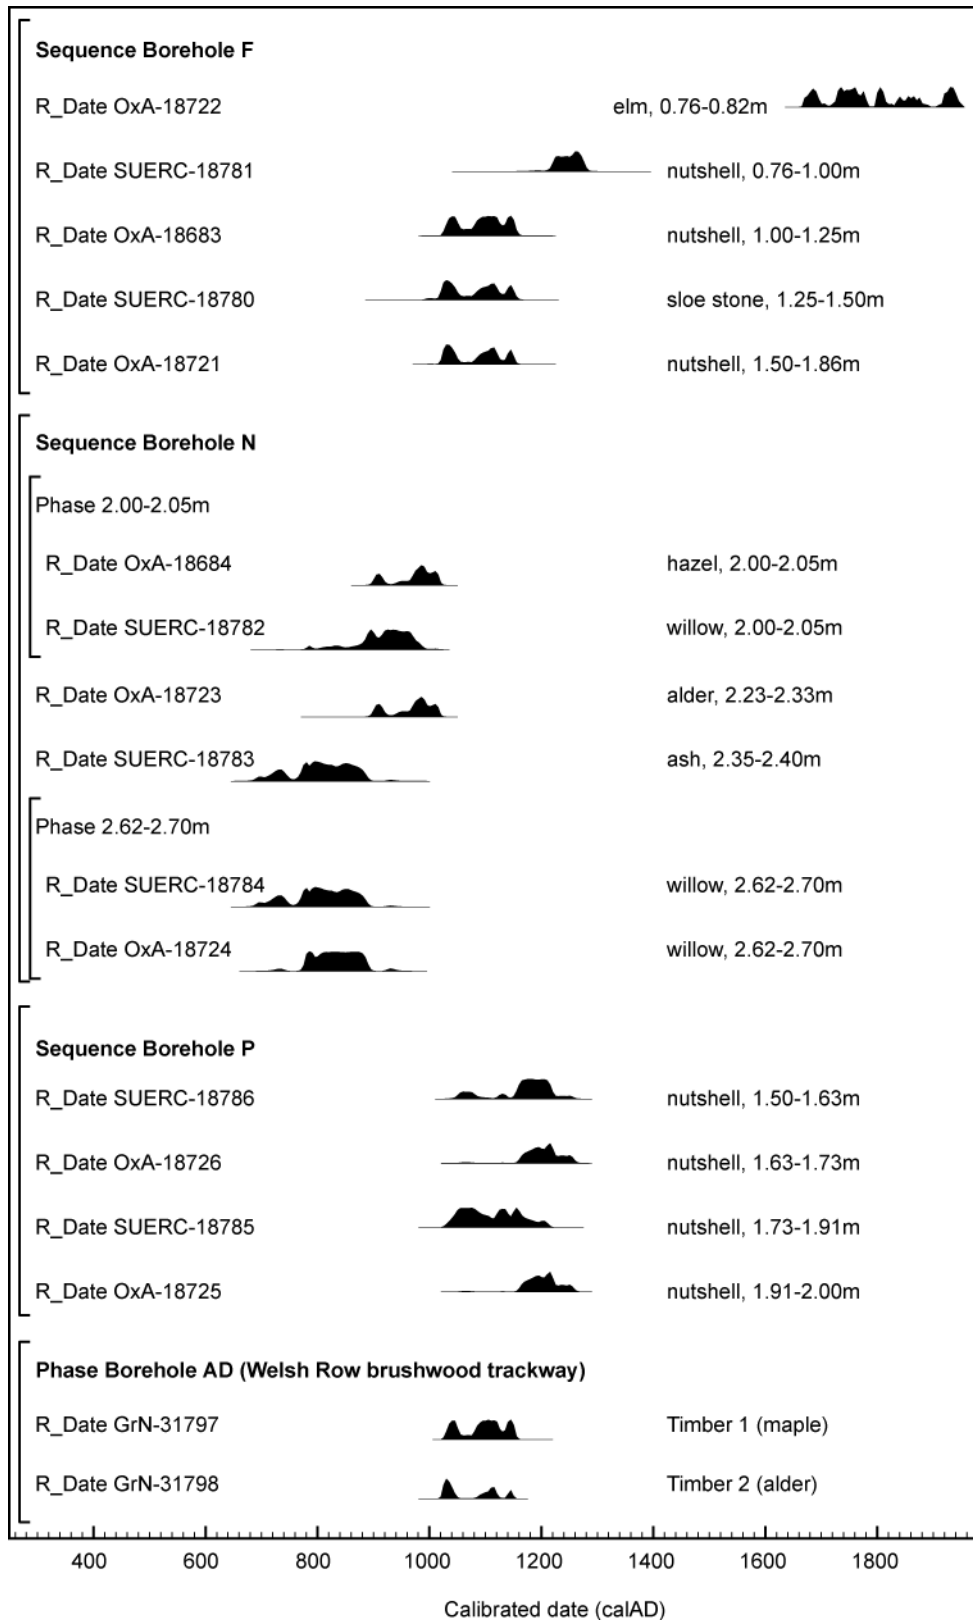 Sequence Borehole F
R_Date OxA-18722 elm, 0.76-0.82m
R_Date SUERC-18781 nutshell, 0.76-1.00m
R_Date OxA-18683 nutshell, 1.00-1.25m
R_Date SUERC-18780 sloe stone, 1.25-1.50m
R_Date OxA-18721 nutshell, 1.50-1.86m
Sequence Borehole N
Phase 2.00-2.05m
R_Date OxA-18684 hazel, 2.00-2.05m
R_Date SUERC-18782 willow, 2.00-2.05m
R_Date OxA-18723 alder, 2.23-2.33m
R_Date SUERC-18783 ash, 2.35-2.40m
Phase 2.62-2.70m
R_Date SUERC-18784 willow, 2.62-2.70m
R_Date OxA-18724 willow, 2.62-2.70m
Sequence Borehole P
R_Date SUERC-18786 nutshell, 1.50-1.63m
R_Date OxA-18726 nutshell, 1.63-1.73m
R_Date SUERC-18785 nutshell, 1.73-1.91m
R_Date OxA-18725 nutshell, 1.91-2.00m
Phase Borehole AD (Welsh Row brushwood trackway)
R_Date GrN-31797 Timber 1 (maple)
R_Date GrN-31798 Timber 2 (alder)
400 600 800 1000 1200 1400 1600 1800
Calibrated date (calAD)